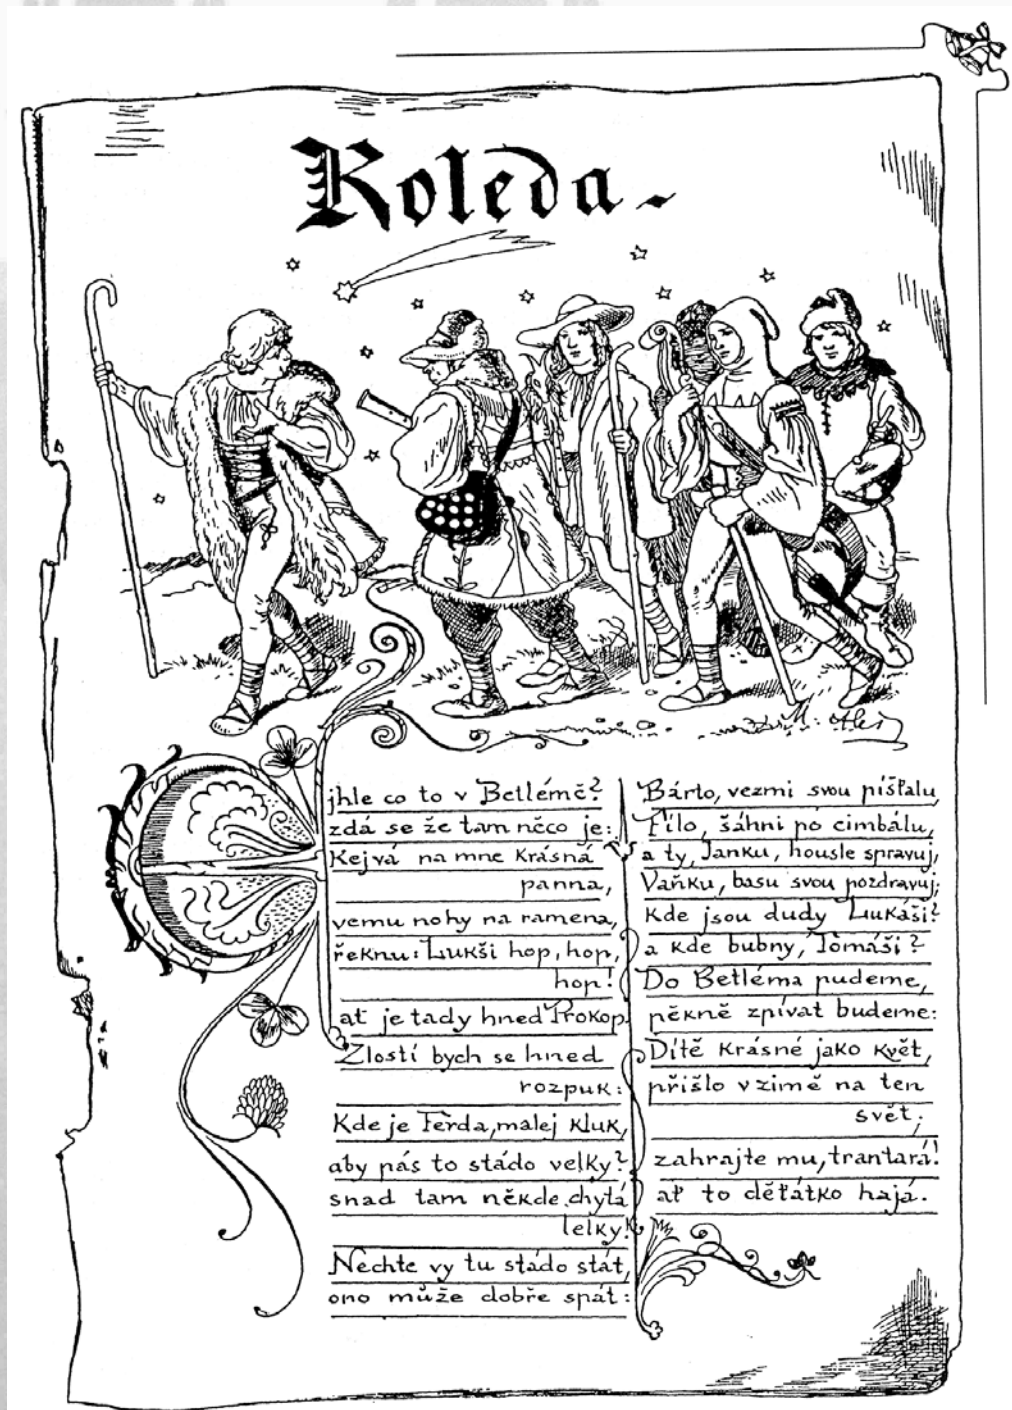 Koleda.
M. Aleš
Ejhle co to v Betlémě?
zdá se že tam něco je:
Kejvá na mne krásná
panna,
vemu nohy na ramena,
řeknu: Lukši hop, hop,
hop!
ať je tady hned Prokop.
Zlostí bych se hned
rozpuk:
Kde je Ferda, malej kluk,
aby pás to stádo velky?
snad tam někde chytá
lelky!
Nechte vy tu stádo stát,
ono může dobře spát:
Bárto, vezmi svou píšťalu,
Filo, šáhni po cimbálu,
a ty, Janku, housle spravuj,
Vaňku, basu svou pozdravuj;
Kde jsou dudy Lukáši?
a kde bubny, Tomáši?
Do Betléma pudeme,
pěkně zpívat budeme:
Dítě krásné jako květ,
přišlo v zimě na ten
svět;
zahrajte mu, trantará!
ať to děťátko hajá.